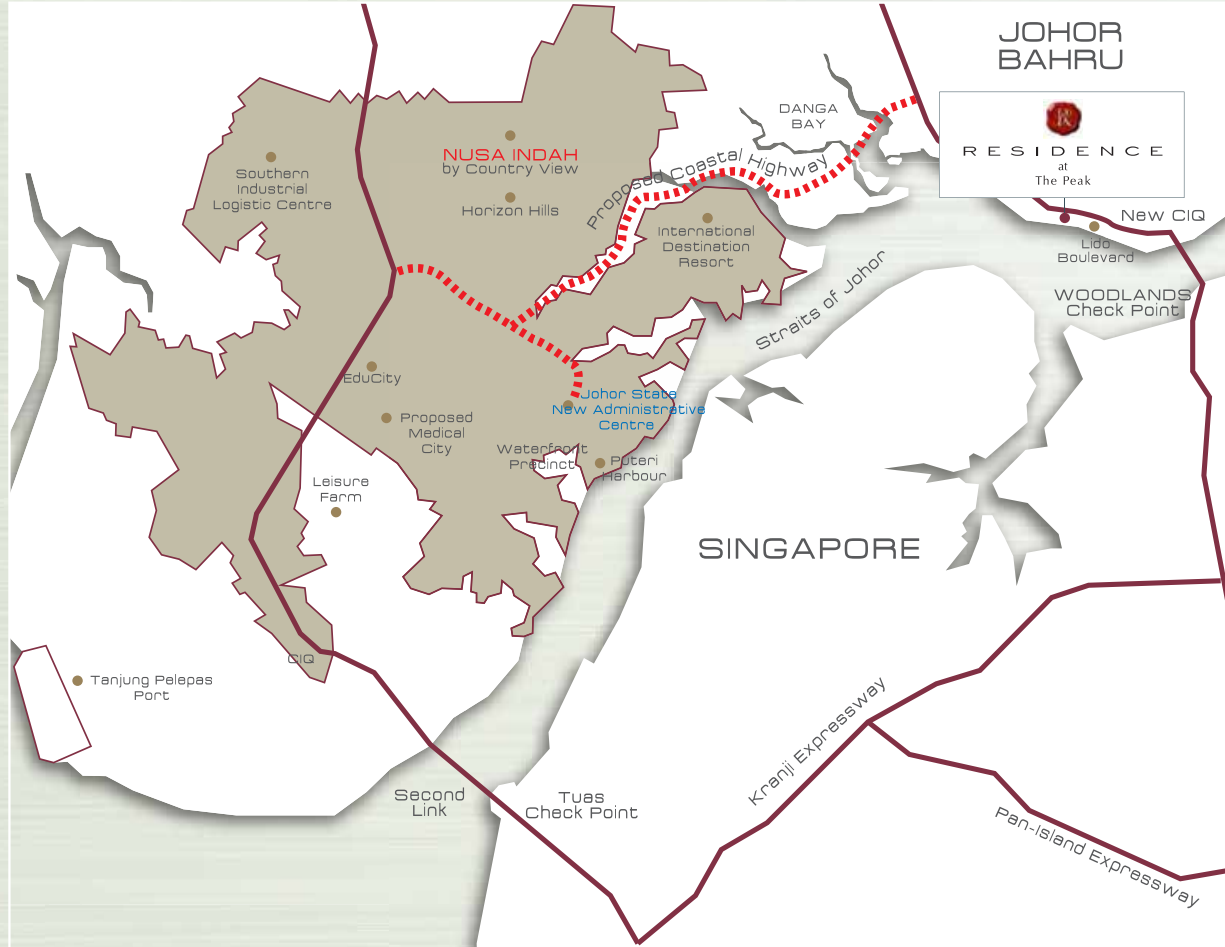 JOHOR
BAHRU
R
RESIDENCE
at
The Peak
DANGA
BAY
NUSA INDAH
by Country View
Southern
Industrial
Logistic Centre
Horizon Hills
Proposed Coastal Highway
International
Destination
Resort
New CIQ
Lido
Boulevard
WOODLANDS
Check Point
Straits of Johor
EduCity
Proposed
Medical
City
Johor State
New Administrative
Centre
Waterfront
Precinct
Puteri
Harbour
Leisure
Farm
SINGAPORE
CIQ
Tanjung Pelepas
Port
Second
Link
Tuas
Check Point
Kranji Expressway
Pan-Island Expressway